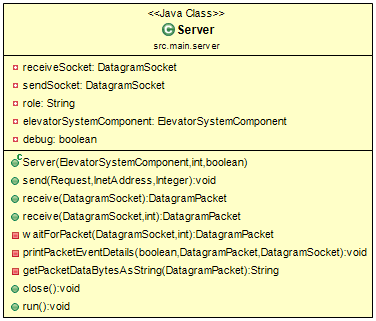 <<Java Class>>
Server
src.main.server
receiveSocket: DatagramSocket
sendSocket: DatagramSocket
role: String
elevatorSystemComponent: ElevatorSystemComponent
debug: boolean
Server(ElevatorSystemComponent,int,boolean)
send(Request,InetAddress,Integer):void
receive(DatagramSocket):DatagramPacket
receive(DatagramSocket,int):DatagramPacket
waitForPacket(DatagramSocket,int):DatagramPacket
printPacketEventDetails(boolean,DatagramPacket,DatagramSocket):void
getPacketDataBytesAsString(DatagramPacket):String
close():void
run():void